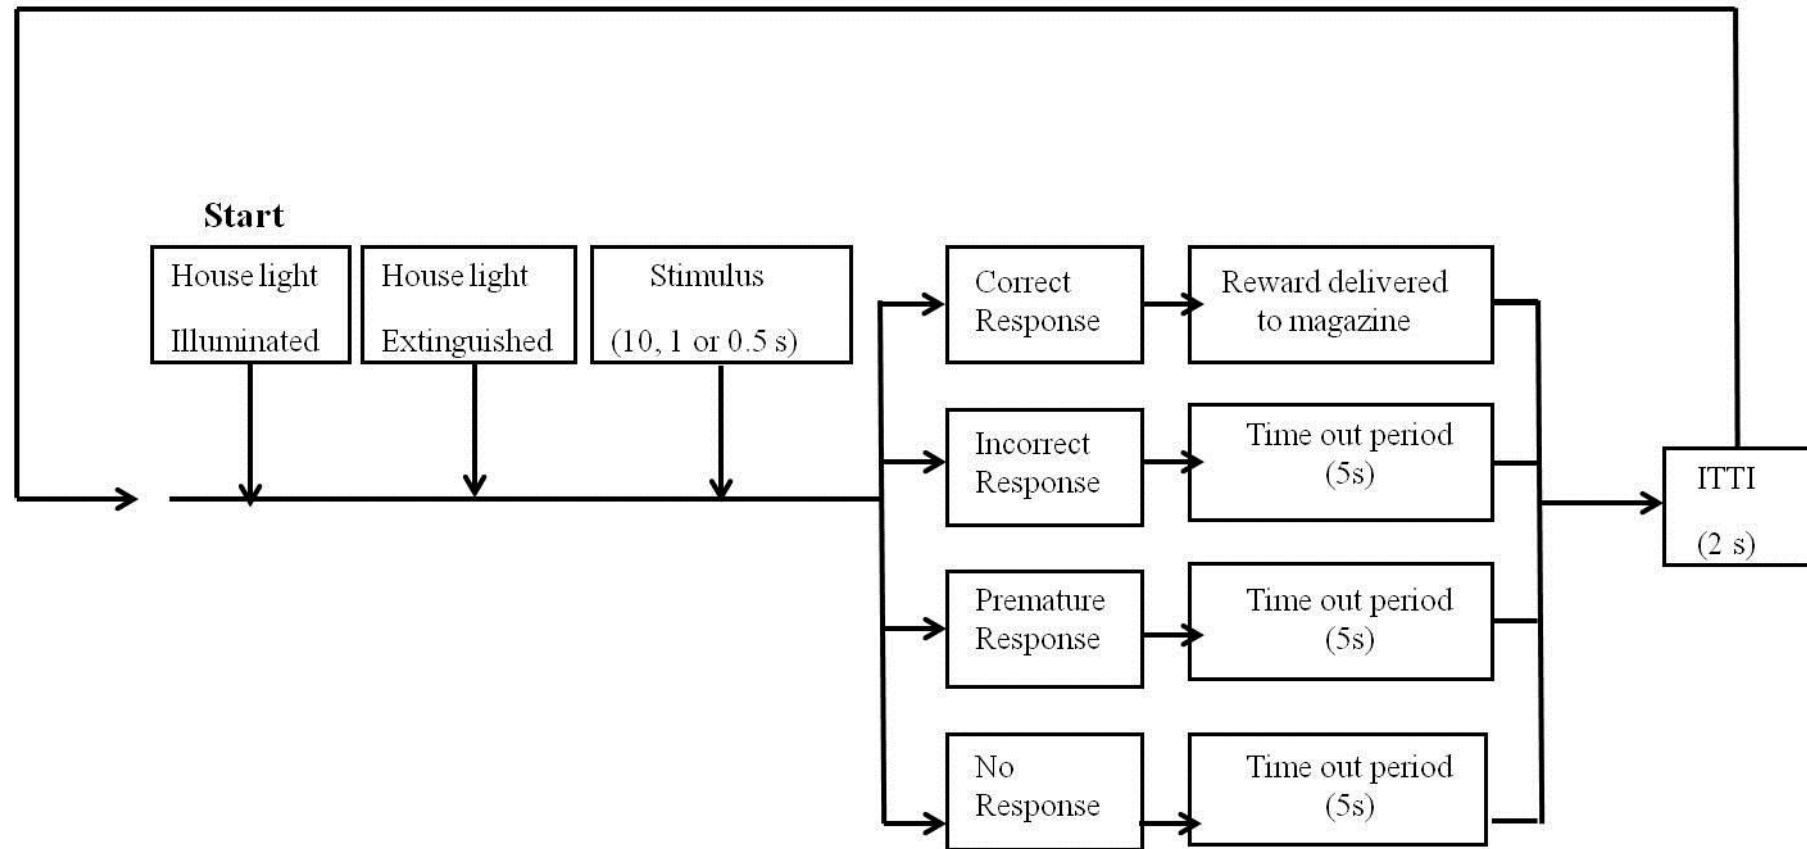 Start
House light
Illuminated
House light
Extinguished
Stimulus
(10, 1 or 0.5 s)
Correct
Response
Reward delivered
to magazine
Incorrect
Response
Time out period
(5s)
Premature
Response
Time out period
(5s)
No
Response
Time out period
(5s)
ITTI
(2 s)